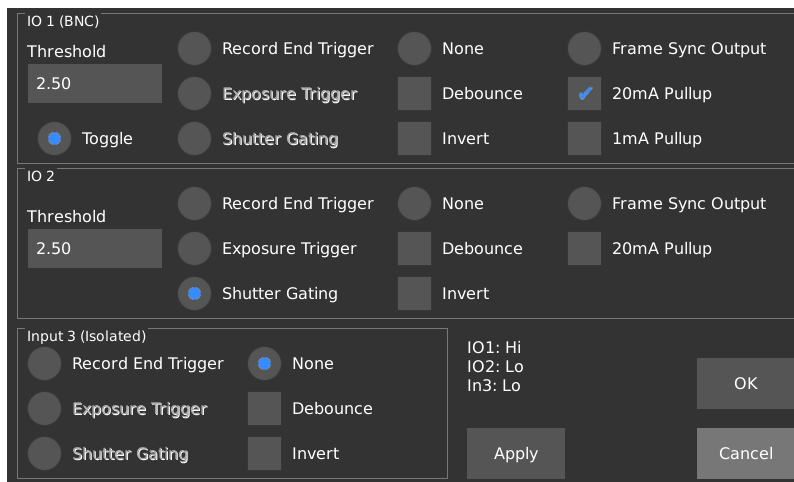 IO 1 (BNC)
Threshold
2.50
Toggle
Record End Trigger
Exposure Trigger
Shutter Gating
None
Debounce
Invert
Frame Sync Output
20mA Pullup
1mA Pullup
IO 2
Threshold
2.50
Record End Trigger
Exposure Trigger
Shutter Gating
None
Debounce
Invert
Frame Sync Output
20mA Pullup
Input 3 (Isolated)
Record End Trigger
Exposure Trigger
Shutter Gating
None
Debounce
Invert
IO1: Hi
IO2: Lo
In3: Lo
Apply
OK
Cancel